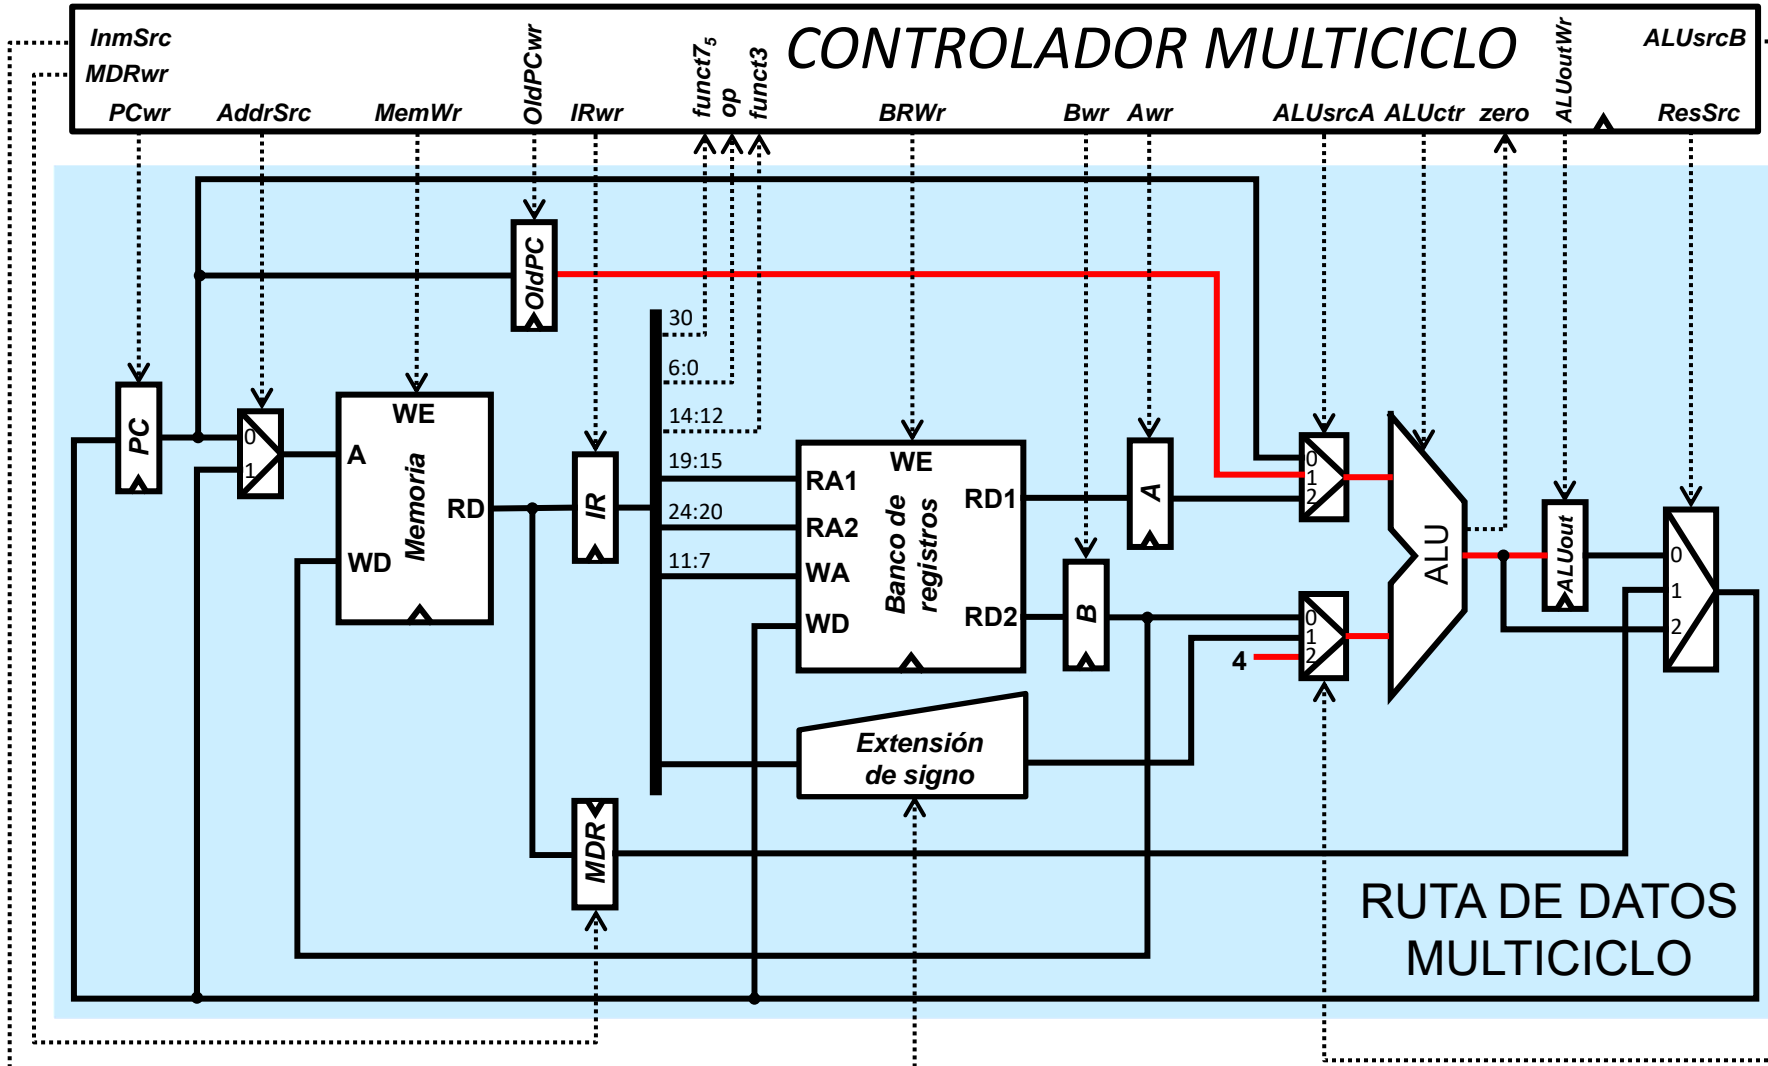 InmSrc
MDRwr
PCwr
AddrSrc
MemWr
OldPCwr
IRwr
funct7₅
op
funct3
CONTROLADOR MULTICICLO
BRWr
Bwr
Awr
ALUsrcA
ALUctr
zero
ALUoutWr
ALUsrcB
ResSrc
OldPC
30
6:0
14:12
19:15
24:20
11:7
PC
0
1
WE
A
RD
WD
Memoria
IR
WE
RA1
RA2
WA
WD
RD1
RD2
Banco de
registros
A
B
0
1
2
0
1
2
4
ALU
ALUout
0
1
2
Extensión
de signo
MDR
RUTA DE DATOS
MULTICICLO